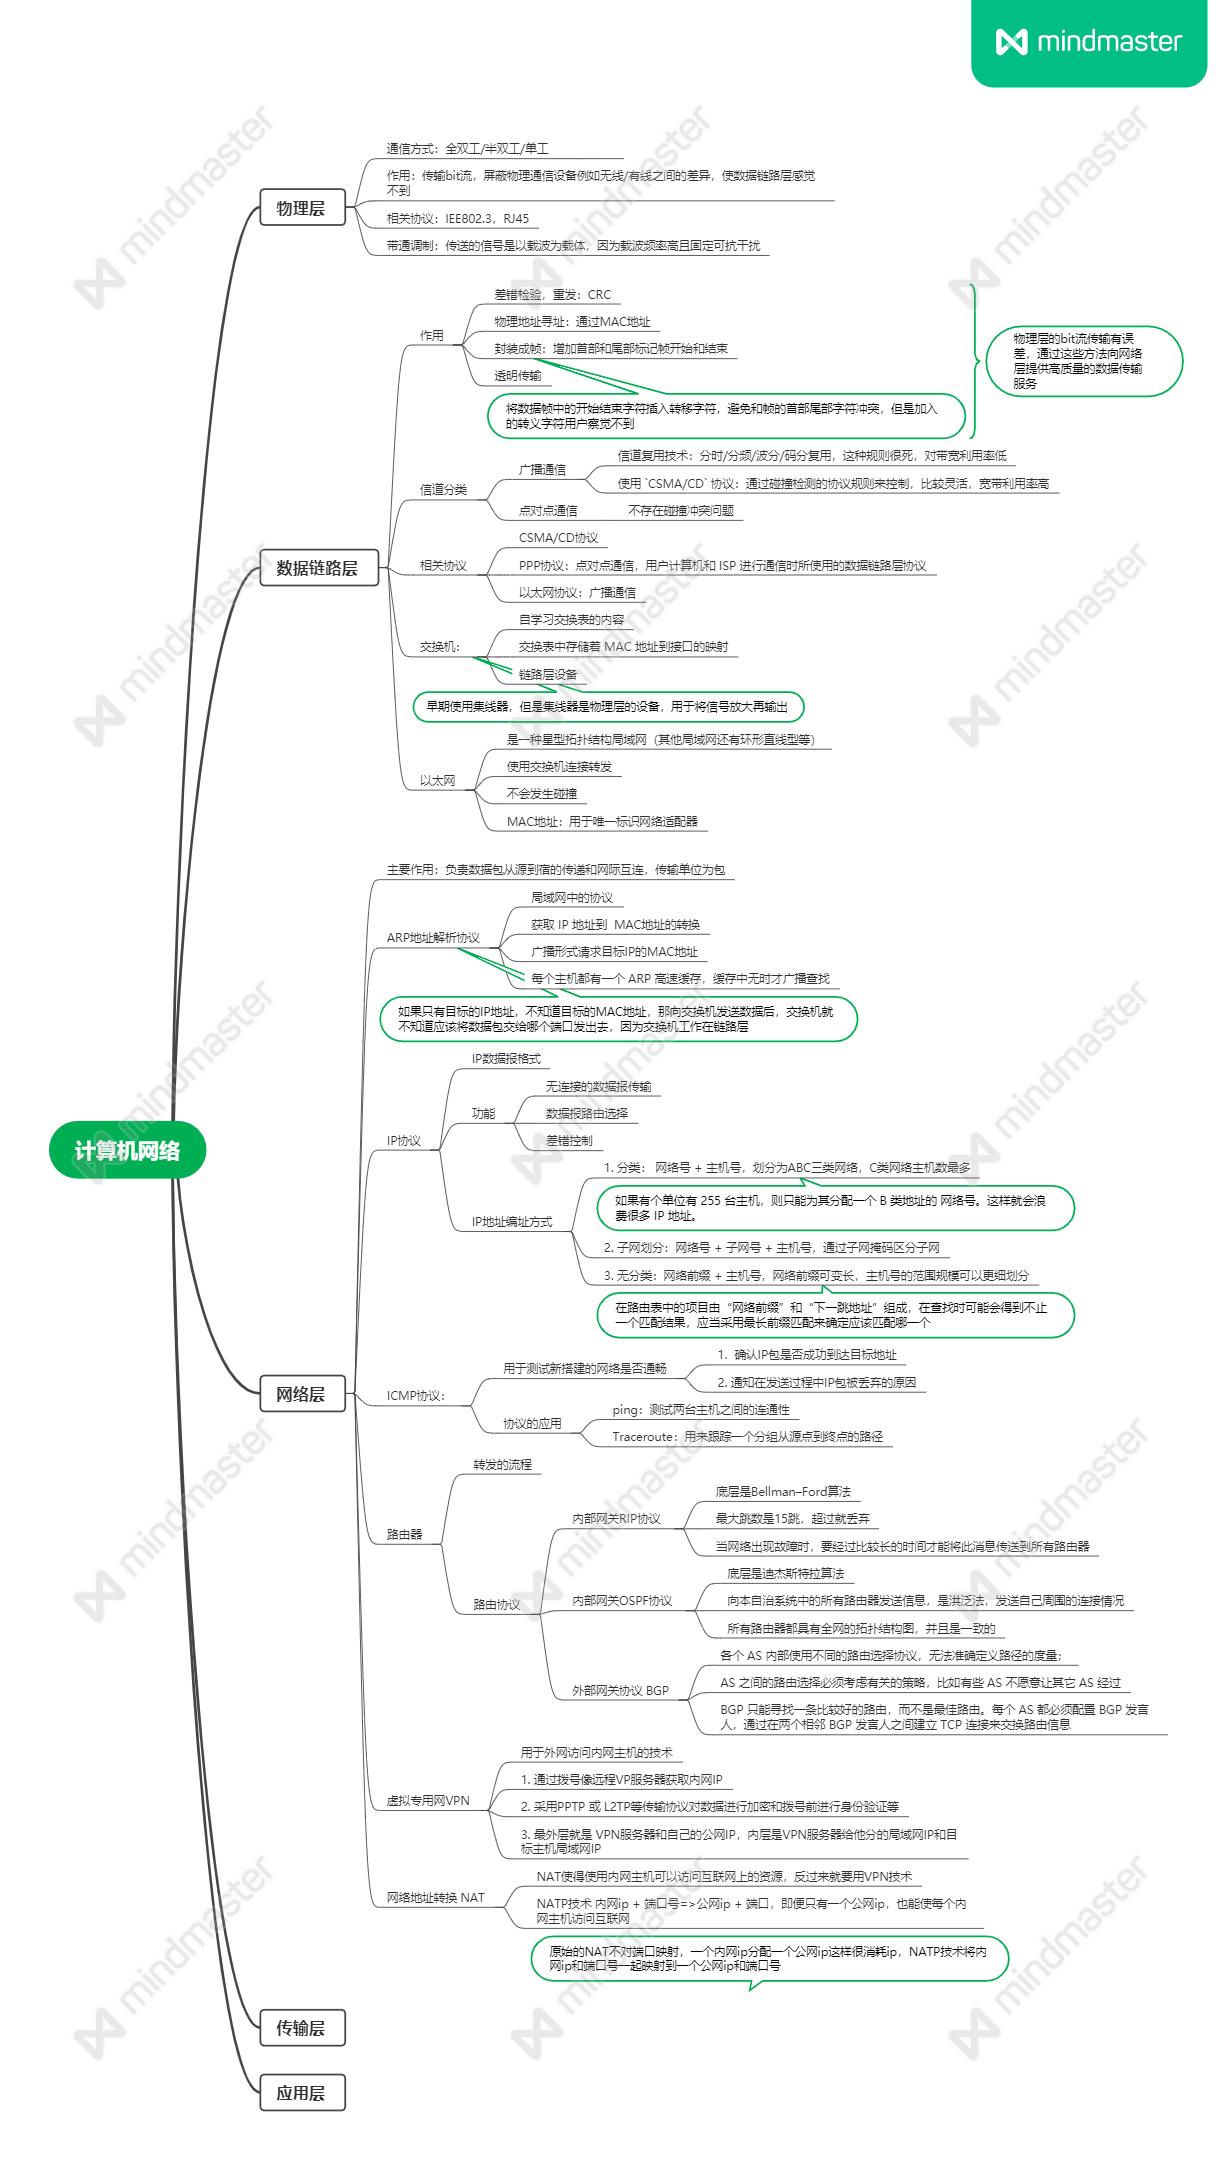 mindmaster
计算机网络
物理层
通信方式：全双工/半双工/单工
作用：传输bit流，屏蔽物理通信设备例如无线/有线之间的差异，使数据链路层感觉
不到
相关协议：IEE802.3，RJ45
带通调制：传送的信号是以载波为载体，因为载波频率高且固定可抗干扰
数据链路层
作用
差错检验，重发：CRC
物理地址寻址：通过MAC地址
封装成帧：增加首部和尾部标记帧开始和结束
透明传输
将数据帧中的开始结束字符插入转移字符，避免和帧的首部尾部字符冲突，但是加入
的转义字符用户察觉不到
物理层的bit流传输有误
差，通过这些方法向网络
层提供高质量的数据传输
服务
信道分类
广播通信
信道复用技术：分时/分频/波分/码分复用，这种规则很死，对带宽利用率低
使用 `CSMA/CD` 协议：通过碰撞检测的协议规则来控制，比较灵活，宽带利用率高
点对点通信
不存在碰撞冲突问题
相关协议
CSMA/CD协议
PPP协议：点对点通信，用户计算机和 ISP 进行通信时所使用的数据链路层协议
以太网协议：广播通信
交换机：
自学习交换表的内容
交换表中存储着 MAC 地址到接口的映射
链路层设备
早期使用集线器，但是集线器是物理层的设备，用于将信号放大再输出
以太网
是一种星型拓扑结构局域网（其他局域网还有环形直线型等）
使用交换机连接转发
不会发生碰撞
MAC地址：用于唯一标识网络适配器
网络层
主要作用：负责数据包从源到宿的传递和网际互连，传输单位为包
ARP地址解析协议
局域网中的协议
获取 IP 地址到  MAC地址的转换
广播形式请求目标IP的MAC地址
每个主机都有一个 ARP 高速缓存，缓存中无时才广播查找
如果只有目标的IP地址，不知道目标的MAC地址，那向交换机发送数据后，交换机就
不知道应该将数据包交给哪个端口发出去，因为交换机工作在链路层
IP协议
IP数据报格式
功能
无连接的数据报传输
数据报路由选择
差错控制
IP地址编址方式
1. 分类： 网络号 + 主机号，划分为ABC三类网络，C类网络主机数最多
如果有个单位有 255 台主机，则只能为其分配一个 B 类地址的 网络号。这样就会浪
费很多 IP 地址。
2. 子网划分：网络号 + 子网号 + 主机号，通过子网掩码区分子网
3. 无分类：网络前缀 + 主机号，网络前缀可变长，主机号的范围规模可以更细划分
在路由表中的项目由“网络前缀”和“下一跳地址”组成，在查找时可能会得到不止
一个匹配结果，应当采用最长前缀匹配来确定应该匹配哪一个
ICMP协议：
用于测试新搭建的网络是否通畅
1.  确认IP包是否成功到达目标地址
2. 通知在发送过程中IP包被丢弃的原因
协议的应用
ping：测试两台主机之间的连通性
Traceroute：用来跟踪一个分组从源点到终点的路径
路由器
转发的流程
路由协议
内部网关RIP协议
底层是Bellman–Ford算法
最大跳数是15跳，超过就丢弃
当网络出现故障时，要经过比较长的时间才能将此消息传送到所有路由器
内部网关OSPF协议
底层是迪杰斯特拉算法
向本自治系统中的所有路由器发送信息，是洪泛法，发送自己周围的连接情况
所有路由器都具有全网的拓扑结构图，并且是一致的
外部网关协议 BGP
各个 AS 内部使用不同的路由选择协议，无法准确定义路径的度量；
AS 之间的路由选择必须考虑有关的策略，比如有些 AS 不愿意让其它 AS 经过
BGP 只能寻找一条比较好的路由，而不是最佳路由。每个 AS 都必须配置 BGP 发言
人，通过在两个相邻 BGP 发言人之间建立 TCP 连接来交换路由信息
虚拟专用网VPN
用于外网访问内网主机的技术
1. 通过拨号像远程VP服务器获取内网IP
2. 采用PPTP 或 L2TP等传输协议对数据进行加密和拨号前进行身份验证等
3. 最外层就是 VPN服务器和自己的公网IP，内层是VPN服务器给他分的局域网IP和目
标主机局域网IP
网络地址转换 NAT
NAT使得使用内网主机可以访问互联网上的资源，反过来就要用VPN技术
NATP技术 内网ip + 端口号=>公网ip + 端口，即便只有一个公网ip，也能使每个内
网主机访问互联网
原始的NAT不对端口映射，一个内网ip分配一个公网ip这样很消耗ip，NATP技术将内
网ip和端口号一起映射到一个公网ip和端口号
传输层
应用层